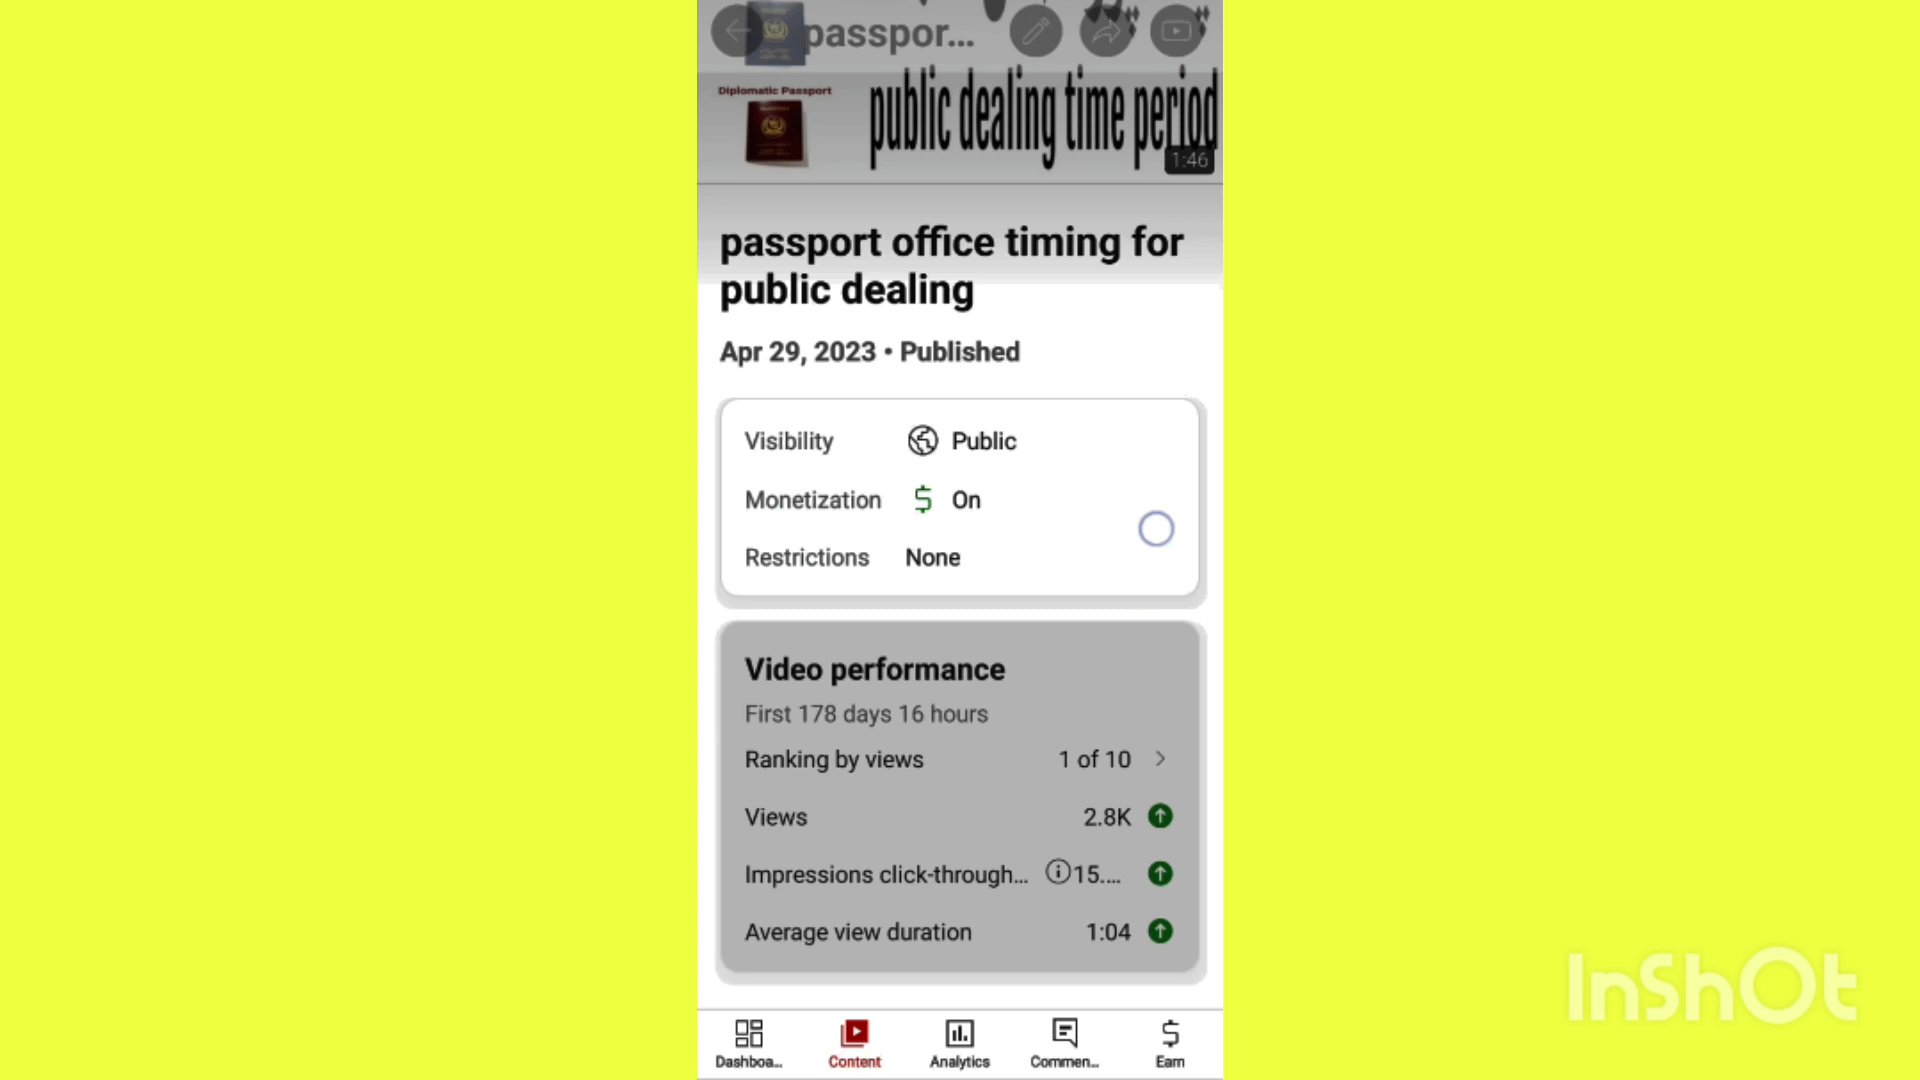 passpor...
Diplomatic Passport
public dealing time period
1:46
passport office timing for
public dealing
Apr 29, 2023 • Published
Visibility Public
Monetization $ On
Restrictions None
Video performance
First 178 days 16 hours
Ranking by views 1 of 10
Views 2.8K
Impressions click-through... 15....
Average view duration 1:04
Dashboa... Content Analytics Commen... Earn
InShOt